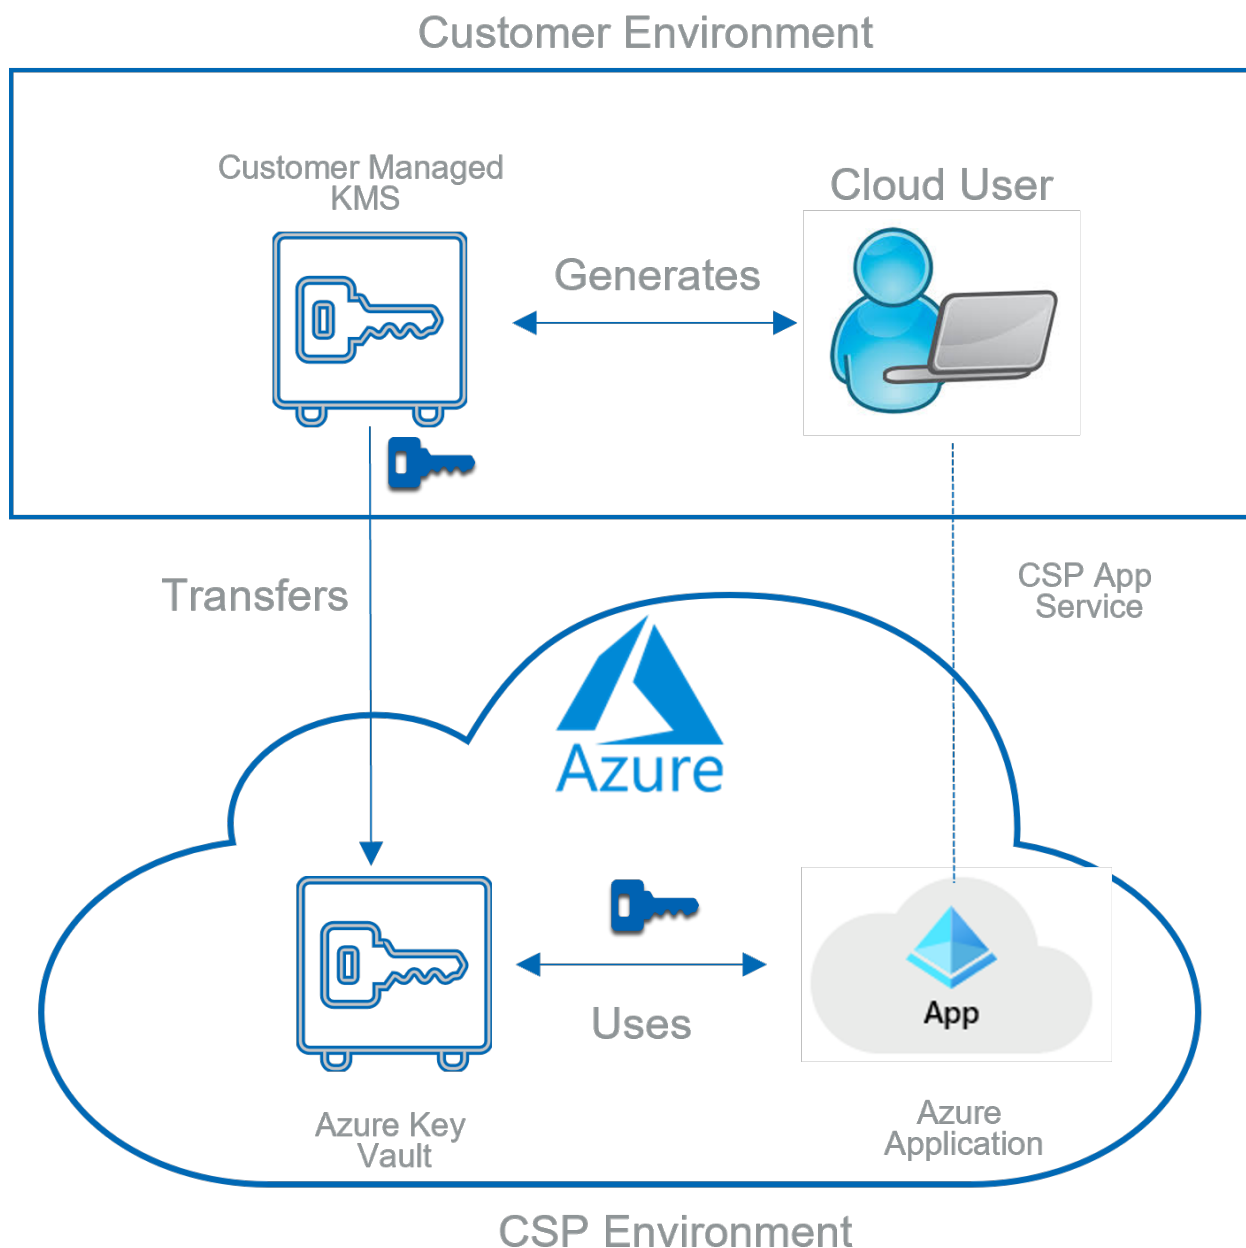 Customer Environment
Customer Managed
KMS
Cloud User
Generates
Transfers
CSP App
Service
Azure
Uses
App
Azure Key
Vault
Azure
Application
CSP Environment